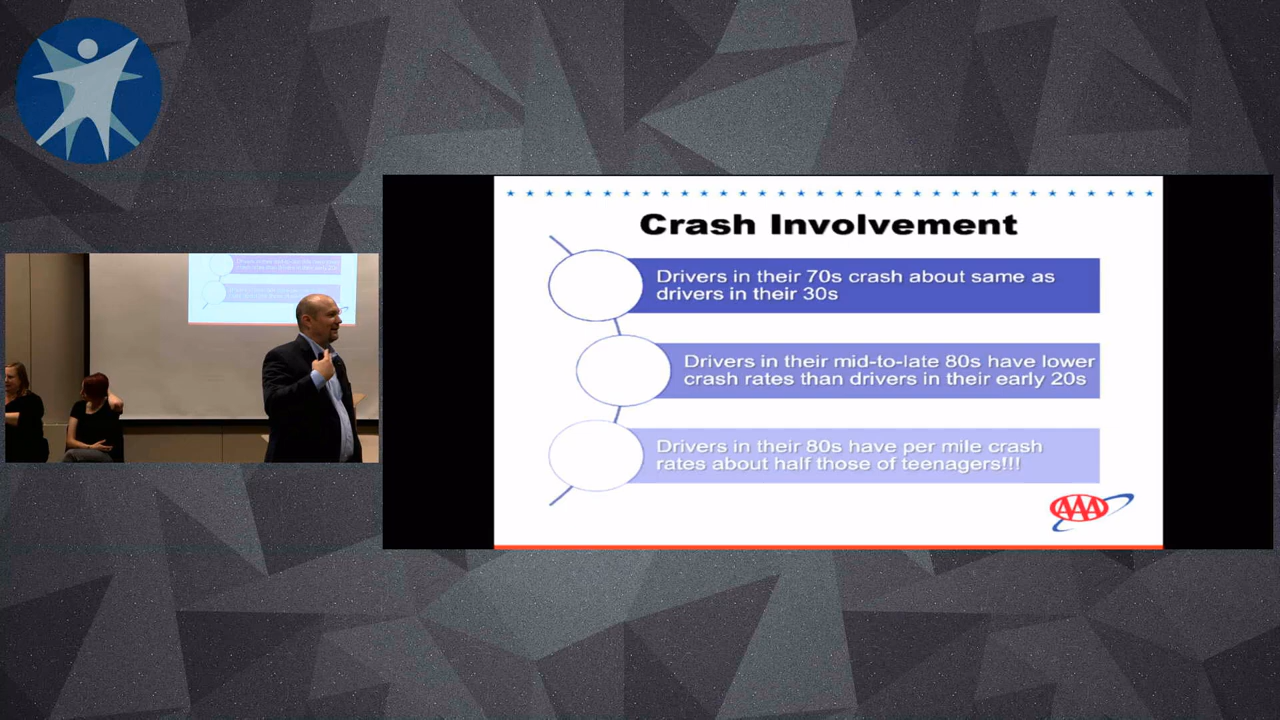 Crash Involvement
Drivers in their 70s crash about same as
drivers in their 30s
Drivers in their mid-to-late 80s have lower
crash rates than drivers in their early 20s
Drivers in their 80s have per mile crash
rates about half those of teenagers!!!
AAA